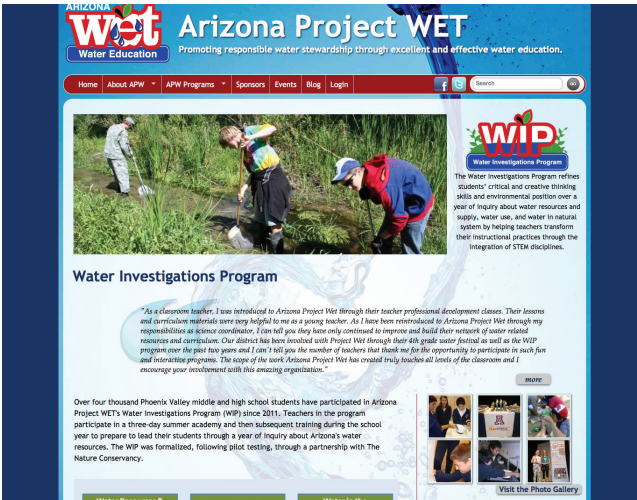 ARIZONA
wet
Water Education
Arizona Project WET
Promoting responsible water stewardship through excellent and effective water education.
Home About APW APW Programs Sponsors Events Blog Login Search GO
WIP
Water Investigations Program
The Water Investigations Program refines
students' critical and creative thinking
skills and environmental position over a
year of inquiry about water resources and
supply, water use, and water in natural
system by helping teachers transform
their instructional practices through the
integration of STEM disciplines.
Water Investigations Program
"As a classroom teacher, I was introduced to Arizona Project Wet through their teacher professional development classes. Their lessons
and curriculum materials were very helpful to me as a young teacher. As I have been reintroduced to Arizona Project Wet through my
responsibilities as science coordinator, I can tell you they have only continued to improve and build their network of water related
resources and curriculum. Our district has been involved with Project Wet through their 4th grade water festival as well as the WIP
program over the past two years and I can't tell you the number of teachers that thank me for the opportunity to participate in such fun
and interactive programs. The scope of the work Arizona Project Wet has created truly touches all levels of the classroom and I
encourage your involvement with this amazing organization."
more
Over four thousand Phoenix Valley middle and high school students have participated in Arizona
Project WET's Water Investigations Program (WIP) since 2011. Teachers in the program
participate in a three-day summer academy and then subsequent training during the school
year to prepare to lead their students through a year of inquiry about Arizona's water
resources. The WIP was formalized, following pilot testing, through a partnership with The
Nature Conservancy.
Visit the Photo Gallery